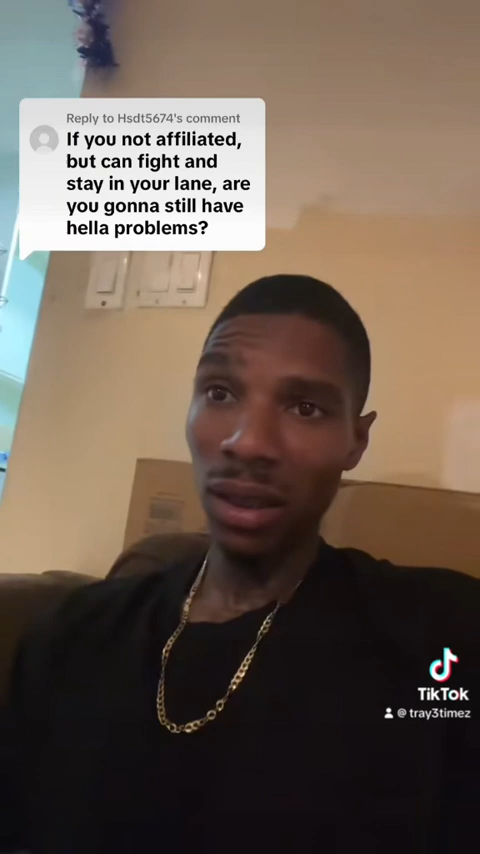 Reply to Hsdt5674's comment
If you not affiliated,
but can fight and
stay in your lane, are
you gonna still have
hella problems?
TikTok
@ tray3timez